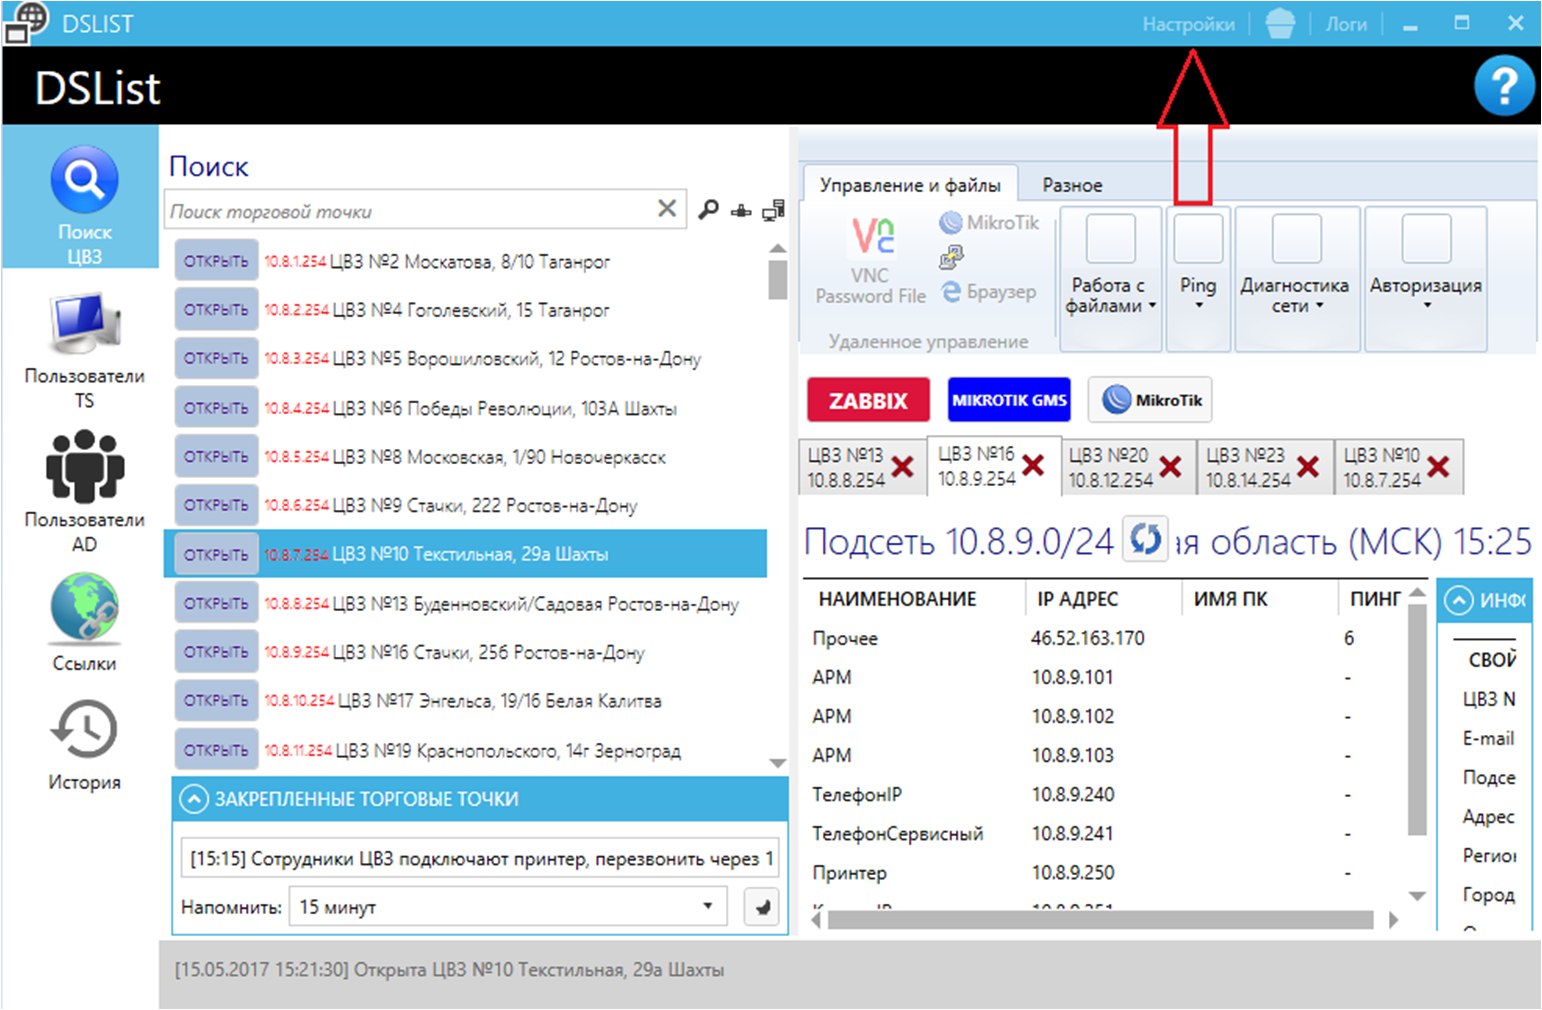 DSLIST
Настройки
Логи
DSList
?
Поиск
ЦВЗ
Пользователи
TS
Пользователи
AD
Ссылки
История
Поиск
Поиск торговой точки
ОТКРЫТЬ 10.8.1.254 ЦВЗ №2 Москатова, 8/10 Таганрог
ОТКРЫТЬ 10.8.2.254 ЦВЗ №4 Гоголевский, 15 Таганрог
ОТКРЫТЬ 10.8.3.254 ЦВЗ №5 Ворошиловский, 12 Ростов-на-Дону
ОТКРЫТЬ 10.8.4.254 ЦВЗ №6 Победы Революции, 103А Шахты
ОТКРЫТЬ 10.8.5.254 ЦВЗ №8 Московская, 1/90 Новочеркасск
ОТКРЫТЬ 10.8.6.254 ЦВЗ №9 Стачки, 222 Ростов-на-Дону
ОТКРЫТЬ 10.8.7.254 ЦВЗ №10 Текстильная, 29а Шахты
ОТКРЫТЬ 10.8.8.254 ЦВЗ №13 Буденновский/Садовая Ростов-на-Дону
ОТКРЫТЬ 10.8.9.254 ЦВЗ №16 Стачки, 256 Ростов-на-Дону
ОТКРЫТЬ 10.8.10.254 ЦВЗ №17 Энгельса, 19/16 Белая Калитва
ОТКРЫТЬ 10.8.11.254 ЦВЗ №19 Краснопольского, 14г Зерноград
ЗАКРЕПЛЕННЫЕ ТОРГОВЫЕ ТОЧКИ
[15:15] Сотрудники ЦВЗ подключают принтер, перезвонить через 1
Напомнить: 15 минут
[15.05.2017 15:21:30] Открыта ЦВЗ №10 Текстильная, 29а Шахты
Управление и файлы
Разное
VNC
VNC
Password File
MikroTik
Браузер
Удаленное управление
Работа с
файлами
Ping
Диагностика
сети
Авторизация
ZABBIX
MIKROTIK GMS
MikroTik
ЦВЗ №13
10.8.8.254
ЦВЗ №16
10.8.9.254
ЦВЗ №20
10.8.12.254
ЦВЗ №23
10.8.14.254
ЦВЗ №10
10.8.7.254
Подсеть 10.8.9.0/24 ая область (МСК) 15:25
НАИМЕНОВАНИЕ IP АДРЕС ИМЯ ПК ПИНГ
Прочее 46.52.163.170 6
АРМ 10.8.9.101 -
АРМ 10.8.9.102 -
АРМ 10.8.9.103 -
ТелефонIP 10.8.9.240 -
ТелефонСервисный 10.8.9.241 -
Принтер 10.8.9.250 -
ИНФО
СВОЙ
ЦВЗ N
E-mail
Подсе
Адрес
Регион
Город